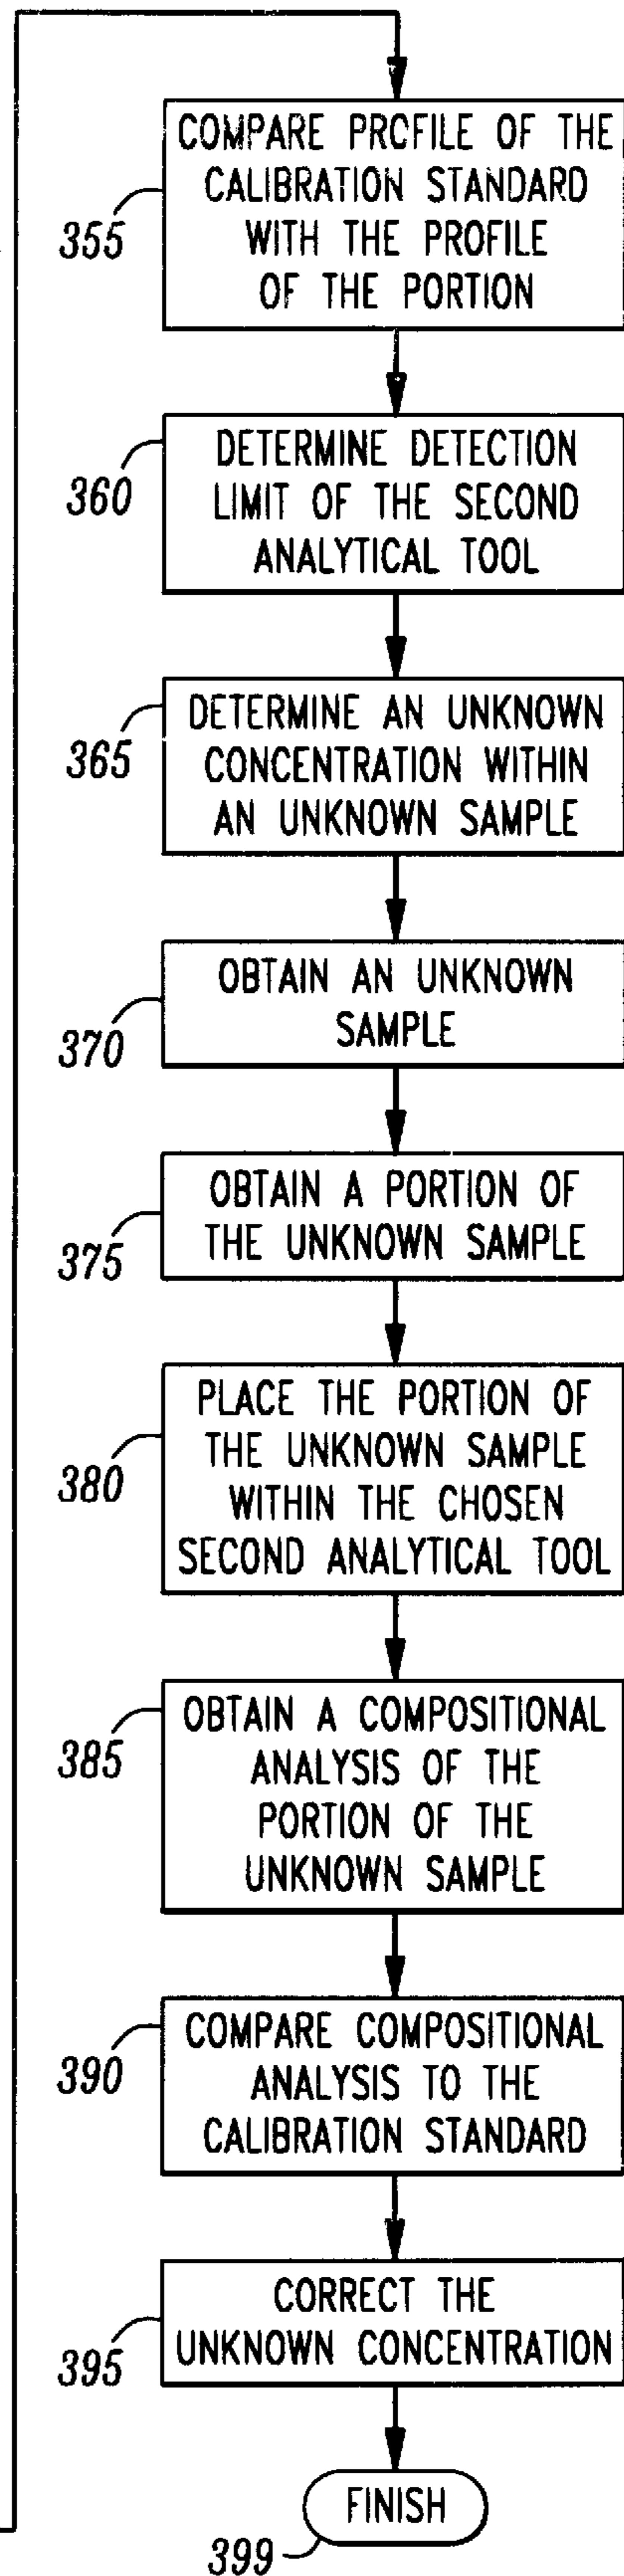 COMPARE PROFILE OF THE
CALIBRATION STANDARD
WITH THE PROFILE
OF THE PORTION
355
DETERMINE DETECTION
LIMIT OF THE SECOND
ANALYTICAL TOOL
360
DETERMINE AN UNKNOWN
CONCENTRATION WITHIN
AN UNKNOWN SAMPLE
365
OBTAIN AN UNKNOWN
SAMPLE
370
OBTAIN A PORTION OF
THE UNKNOWN SAMPLE
375
PLACE THE PORTION OF
THE UNKNOWN SAMPLE
WITHIN THE CHOSEN
SECOND ANALYTICAL TOOL
380
OBTAIN A COMPOSITIONAL
ANALYSIS OF THE
PORTION OF THE
UNKNOWN SAMPLE
385
COMPARE COMPOSITIONAL
ANALYSIS TO THE
CALIBRATION STANDARD
390
CORRECT THE
UNKNOWN CONCENTRATION
395
FINISH
399